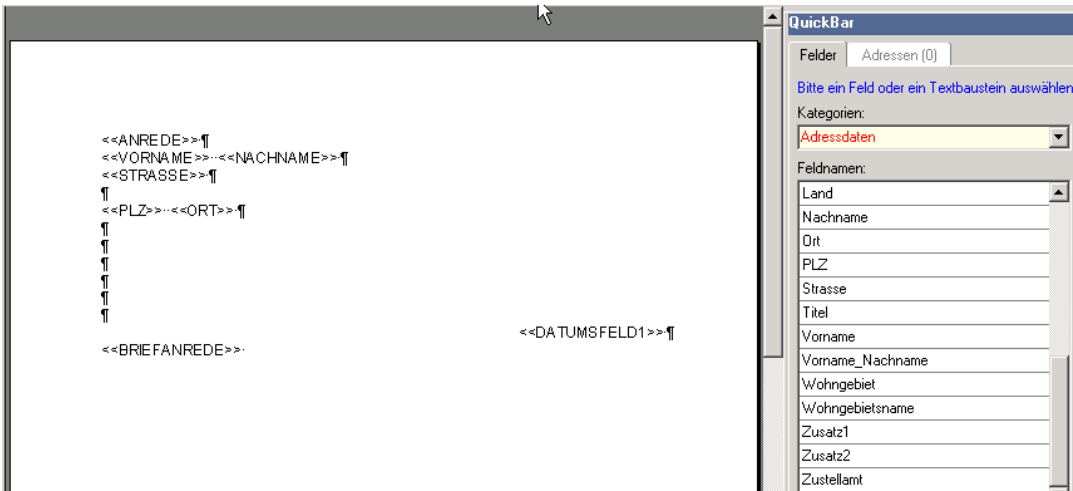 <<ANREDE>>·¶
<<VORNAME>>··<<NACHNAME>>·¶
<<STRASSE>>·¶
¶
<<PLZ>>··<<ORT>>·¶
¶
¶
¶
¶
¶
¶
<<DATUMSFELD1>>·¶
<<BRIEFANREDE>>·
QuickBar
Felder
Adressen (0)
Bitte ein Feld oder ein Textbaustein auswählen
Kategorien:
Adressdaten
Feldnamen:
Land
Nachname
Ort
PLZ
Strasse
Titel
Vorname
Vorname_Nachname
Wohngebiet
Wohngebietsname
Zusatz1
Zusatz2
Zustellamt